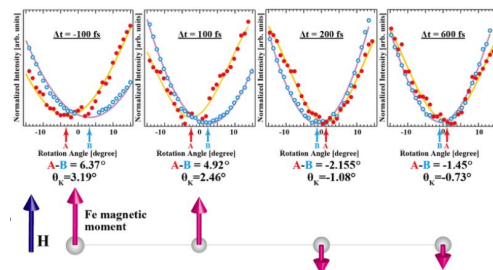 Δt = -100 fs
Δt = 100 fs
Δt = 200 fs
Δt = 600 fs
Normalized Intensity [arb. units]
Normalized Intensity [arb. units]
Normalized Intensity [arb. units]
Normalized Intensity [arb. units]
-10 0 10
-10 0 10
-10 0 10
-10 0 10
A B
A B
B A
B A
Rotation Angle [degree]
Rotation Angle [degree]
Rotation Angle [degree]
Rotation Angle [degree]
A-B = 6.37°
A-B = 4.92°
A-B = -2.155°
A-B = -1.45°
θK=3.19°
θK=2.46°
θK=-1.08°
θK=-0.73°
Fe magnetic
moment
H